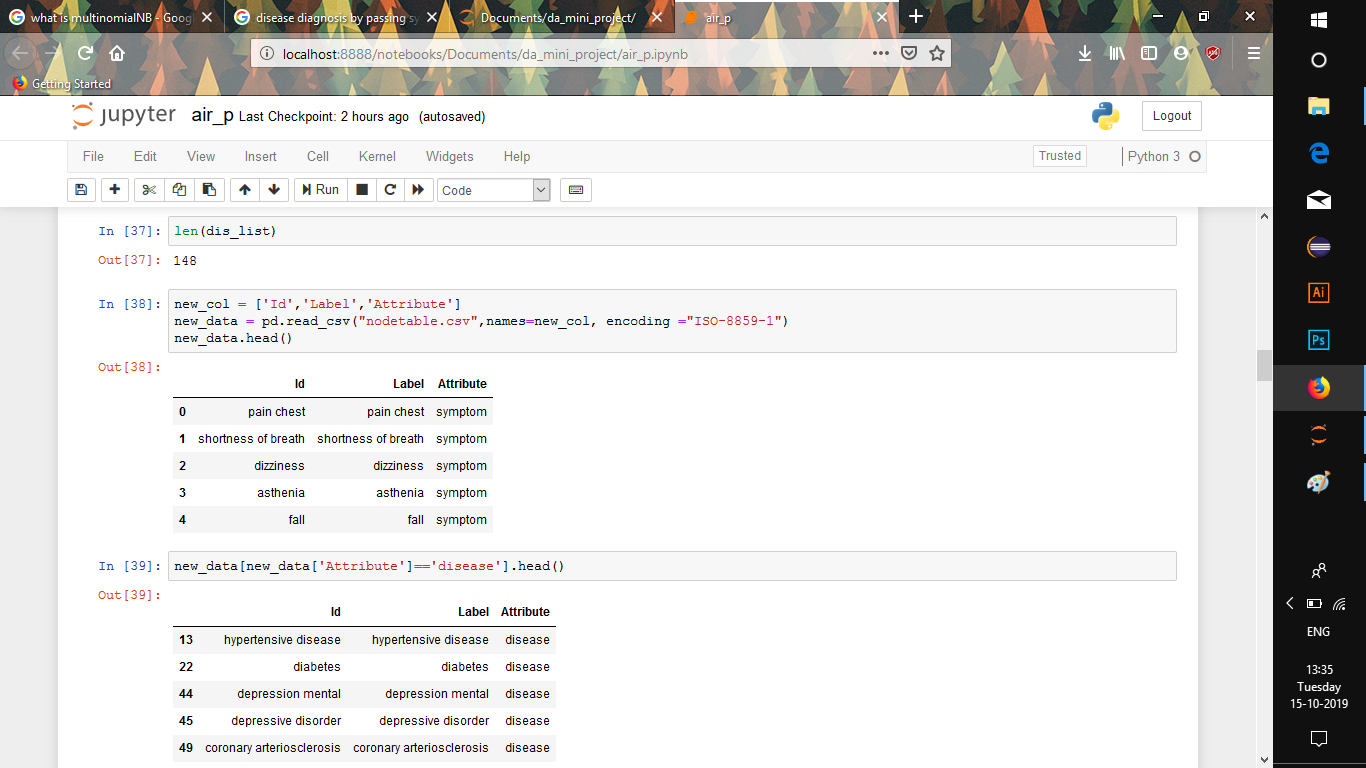 what is multinomialNB - Goog
disease diagnosis by passing sy
Documents/da_mini_project/
air_p
localhost:8888/notebooks/Documents/da_mini_project/air_p.ipynb
Getting Started
jupyter air_p Last Checkpoint: 2 hours ago (autosaved)
Logout
File Edit View Insert Cell Kernel Widgets Help
Trusted
Python 3
Run
Code
In [37]: len(dis_list)
Out[37]: 148
In [38]: new_col = ['Id','Label','Attribute']
new_data = pd.read_csv("nodetable.csv",names=new_col, encoding ="ISO-8859-1")
new_data.head()
Out[38]:
Id Label Attribute
0 pain chest pain chest symptom
1 shortness of breath shortness of breath symptom
2 dizziness dizziness symptom
3 asthenia asthenia symptom
4 fall fall symptom
In [39]: new_data[new_data['Attribute']=='disease'].head()
Out[39]:
Id Label Attribute
13 hypertensive disease hypertensive disease disease
22 diabetes diabetes disease
44 depression mental depression mental disease
45 depressive disorder depressive disorder disease
49 coronary arteriosclerosis coronary arteriosclerosis disease
Ai
Ps
ENG
13:35
Tuesday
15-10-2019